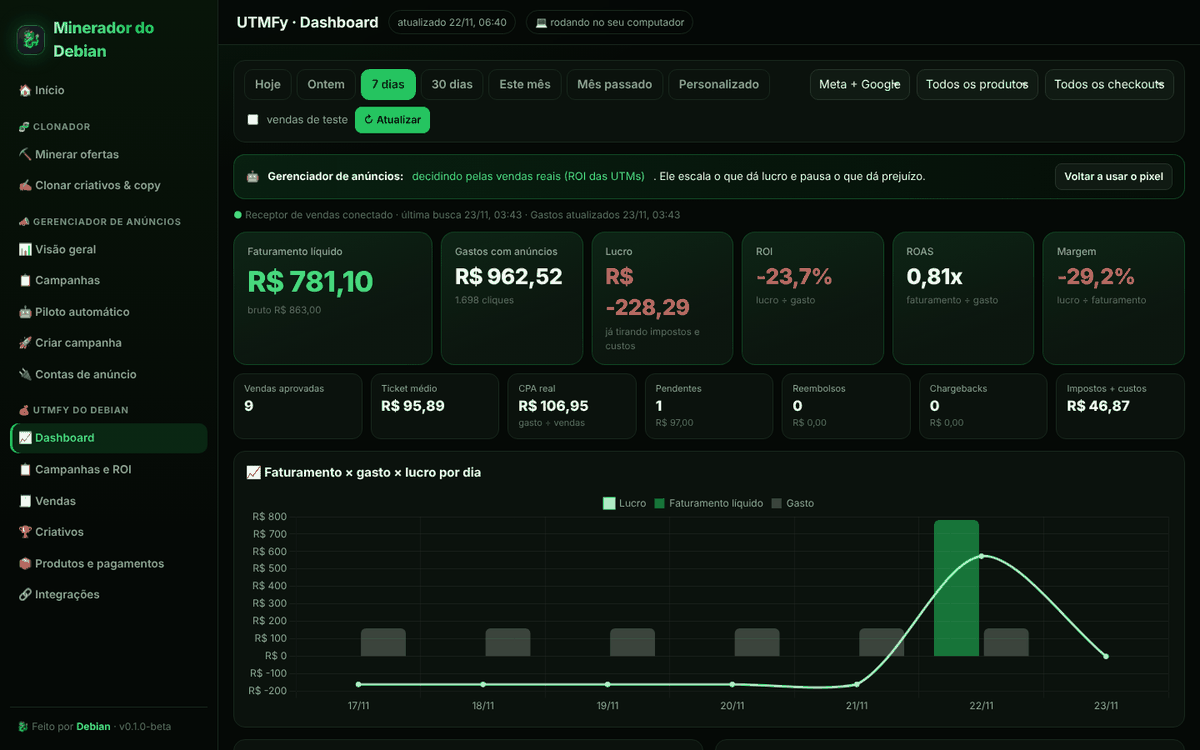 Minerador do
Debian
Início
CLONADOR
Minerar ofertas
Clonar criativos & copy
GERENCIADOR DE ANÚNCIOS
Visão geral
Campanhas
Piloto automático
Criar campanha
Contas de anúncio
UTMFY DO DEBIAN
Dashboard
Campanhas e ROI
Vendas
Criativos
Produtos e pagamentos
Integrações
Feito por Debian · v0.1.0-beta
UTMFy · Dashboard
atualizado 22/11, 06:40
rodando no seu computador
Hoje
Ontem
7 dias
30 dias
Este mês
Mês passado
Personalizado
Meta + Google
Todos os produtos
Todos os checkouts
vendas de teste
↻ Atualizar
Gerenciador de anúncios: decidindo pelas vendas reais (ROI das UTMs) . Ele escala o que dá lucro e pausa o que dá prejuízo.
Voltar a usar o pixel
Receptor de vendas conectado · última busca 23/11, 03:43 · Gastos atualizados 23/11, 03:43
Faturamento líquido
R$ 781,10
bruto R$ 863,00
Gastos com anúncios
R$ 962,52
1.698 cliques
Lucro
R$
-228,29
já tirando impostos e
custos
ROI
-23,7%
lucro ÷ gasto
ROAS
0,81x
faturamento ÷ gasto
Margem
-29,2%
lucro ÷ faturamento
Vendas aprovadas
9
Ticket médio
R$ 95,89
CPA real
R$ 106,95
gasto ÷ vendas
Pendentes
1
R$ 97,00
Reembolsos
0
R$ 0,00
Chargebacks
0
R$ 0,00
Impostos + custos
R$ 46,87
Faturamento × gasto × lucro por dia
Lucro
Faturamento líquido
Gasto
R$ 800
R$ 700
R$ 600
R$ 500
R$ 400
R$ 300
R$ 200
R$ 100
R$ 0
R$ -100
R$ -200
17/11
18/11
19/11
20/11
21/11
22/11
23/11